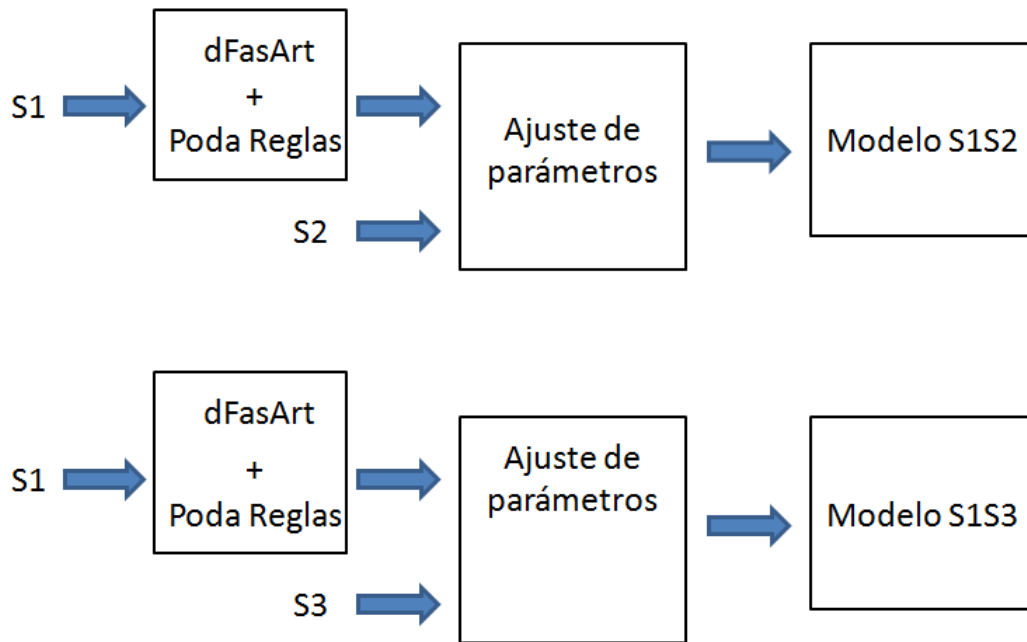 S1
dFasArt
+
Poda Reglas
S2
Ajuste de
parámetros
Modelo S1S2
S1
dFasArt
+
Poda Reglas
S3
Ajuste de
parámetros
Modelo S1S3